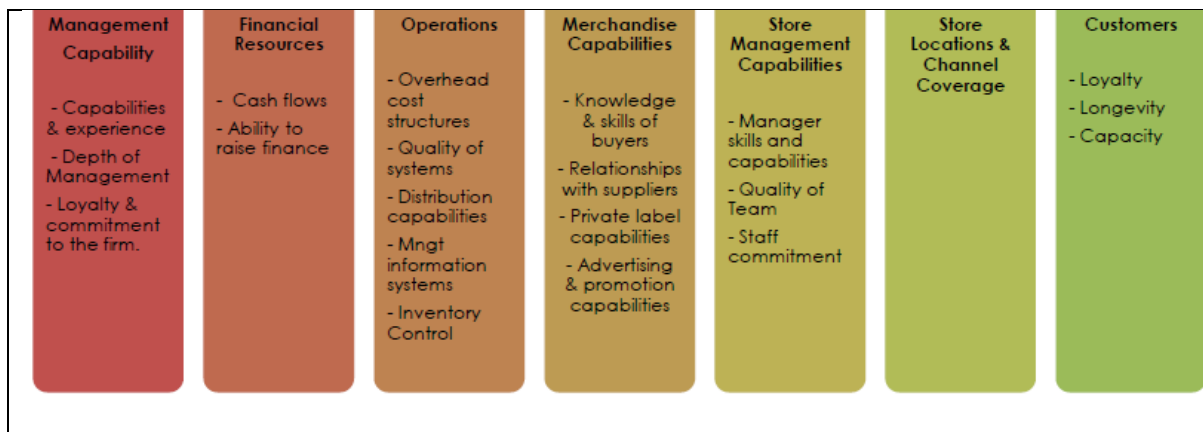 Management
Capability
- Capabilities
& experience
- Depth of
Management
- Loyalty &
commitment
to the firm.
Financial
Resources
- Cash flows
- Ability to
raise finance
Operations
- Overhead
cost
structures
- Quality of
systems
- Distribution
capabilities
- Mngt
information
systems
- Inventory
Control
Merchandise
Capabilities
- Knowledge
& skills of
buyers
- Relationships
with suppliers
- Private label
capabilities
- Advertising
& promotion
capabilities
Store
Management
Capabilities
- Manager
skills and
capabilities
- Quality of
Team
- Staff
commitment
Store
Locations &
Channel
Coverage
Customers
- Loyalty
- Longevity
- Capacity